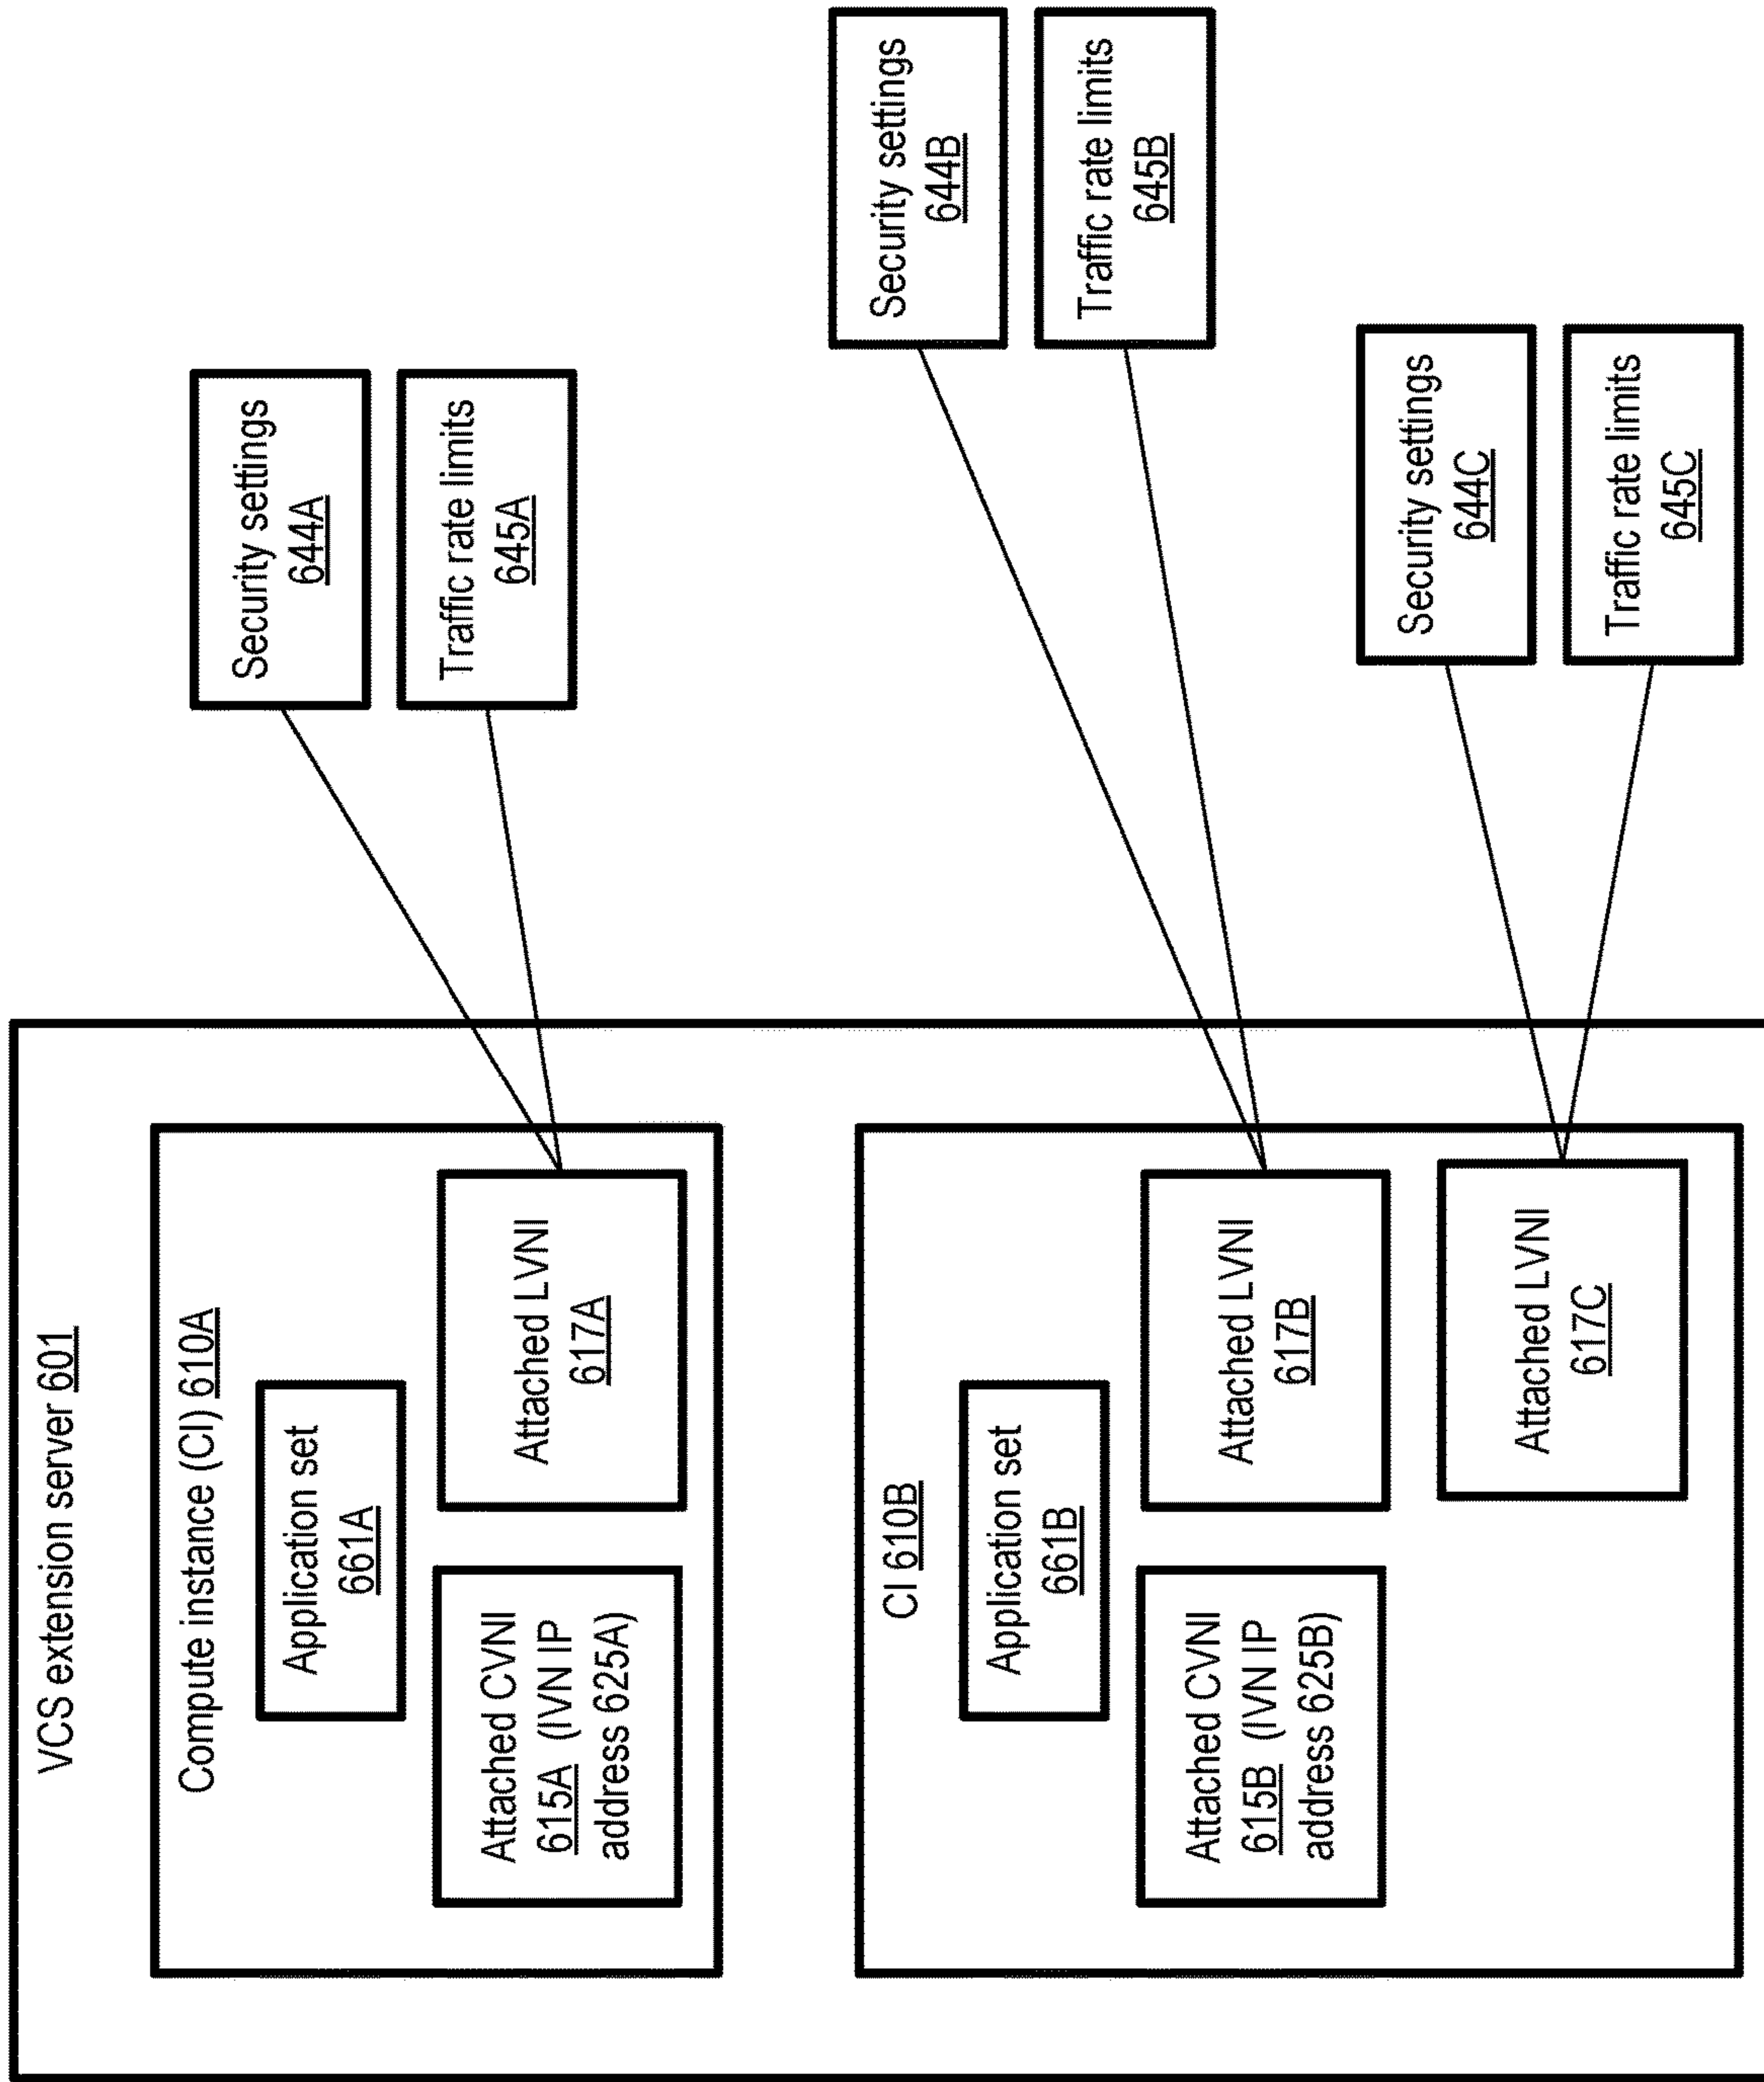 VCS extension server 601
Compute instance (CI) 610A
Application set
661A
Attached CVNI
615A (IVN IP
address 625A)
Attached LVNI
617A
Security settings
644A
Traffic rate limits
645A
CI 610B
Application set
661B
Attached CVNI
615B (IVN IP
address 625B)
Attached LVNI
617B
Attached LVNI
617C
Security settings
644B
Traffic rate limits
645B
Security settings
644C
Traffic rate limits
645C